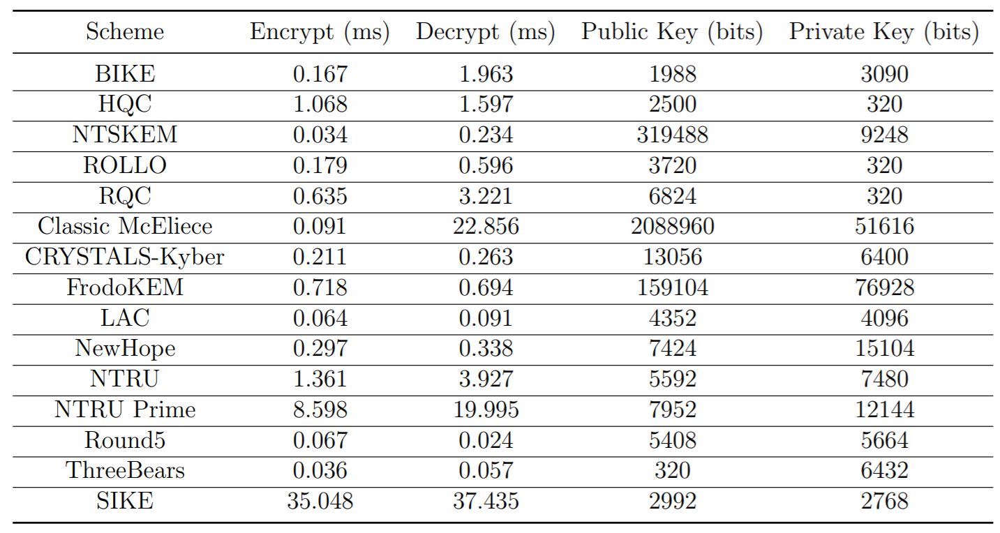 Scheme Encrypt (ms) Decrypt (ms) Public Key (bits) Private Key (bits)
BIKE 0.167 1.963 1988 3090
HQC 1.068 1.597 2500 320
NTSKEM 0.034 0.234 319488 9248
ROLLO 0.179 0.596 3720 320
RQC 0.635 3.221 6824 320
Classic McEliece 0.091 22.856 2088960 51616
CRYSTALS-Kyber 0.211 0.263 13056 6400
FrodoKEM 0.718 0.694 159104 76928
LAC 0.064 0.091 4352 4096
NewHope 0.297 0.338 7424 15104
NTRU 1.361 3.927 5592 7480
NTRU Prime 8.598 19.995 7952 12144
Round5 0.067 0.024 5408 5664
ThreeBears 0.036 0.057 320 6432
SIKE 35.048 37.435 2992 2768